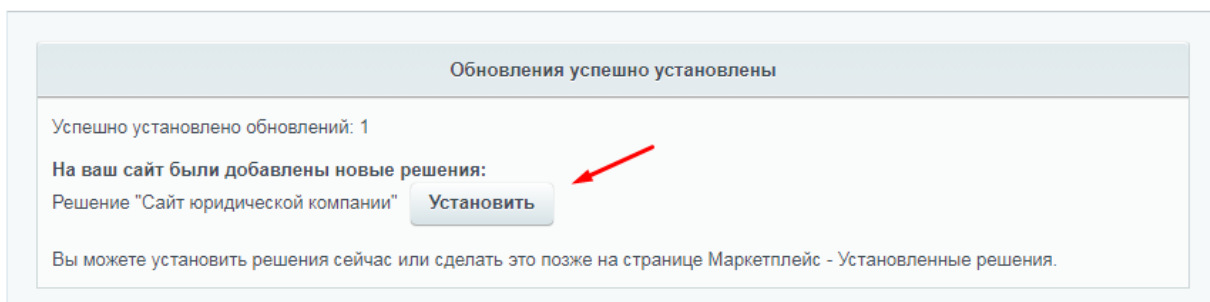 Обновления успешно установлены
Успешно установлено обновлений: 1
На ваш сайт были добавлены новые решения:
Решение "Сайт юридической компании" Установить
Вы можете установить решения сейчас или сделать это позже на странице Маркетплейс - Установленные решения.